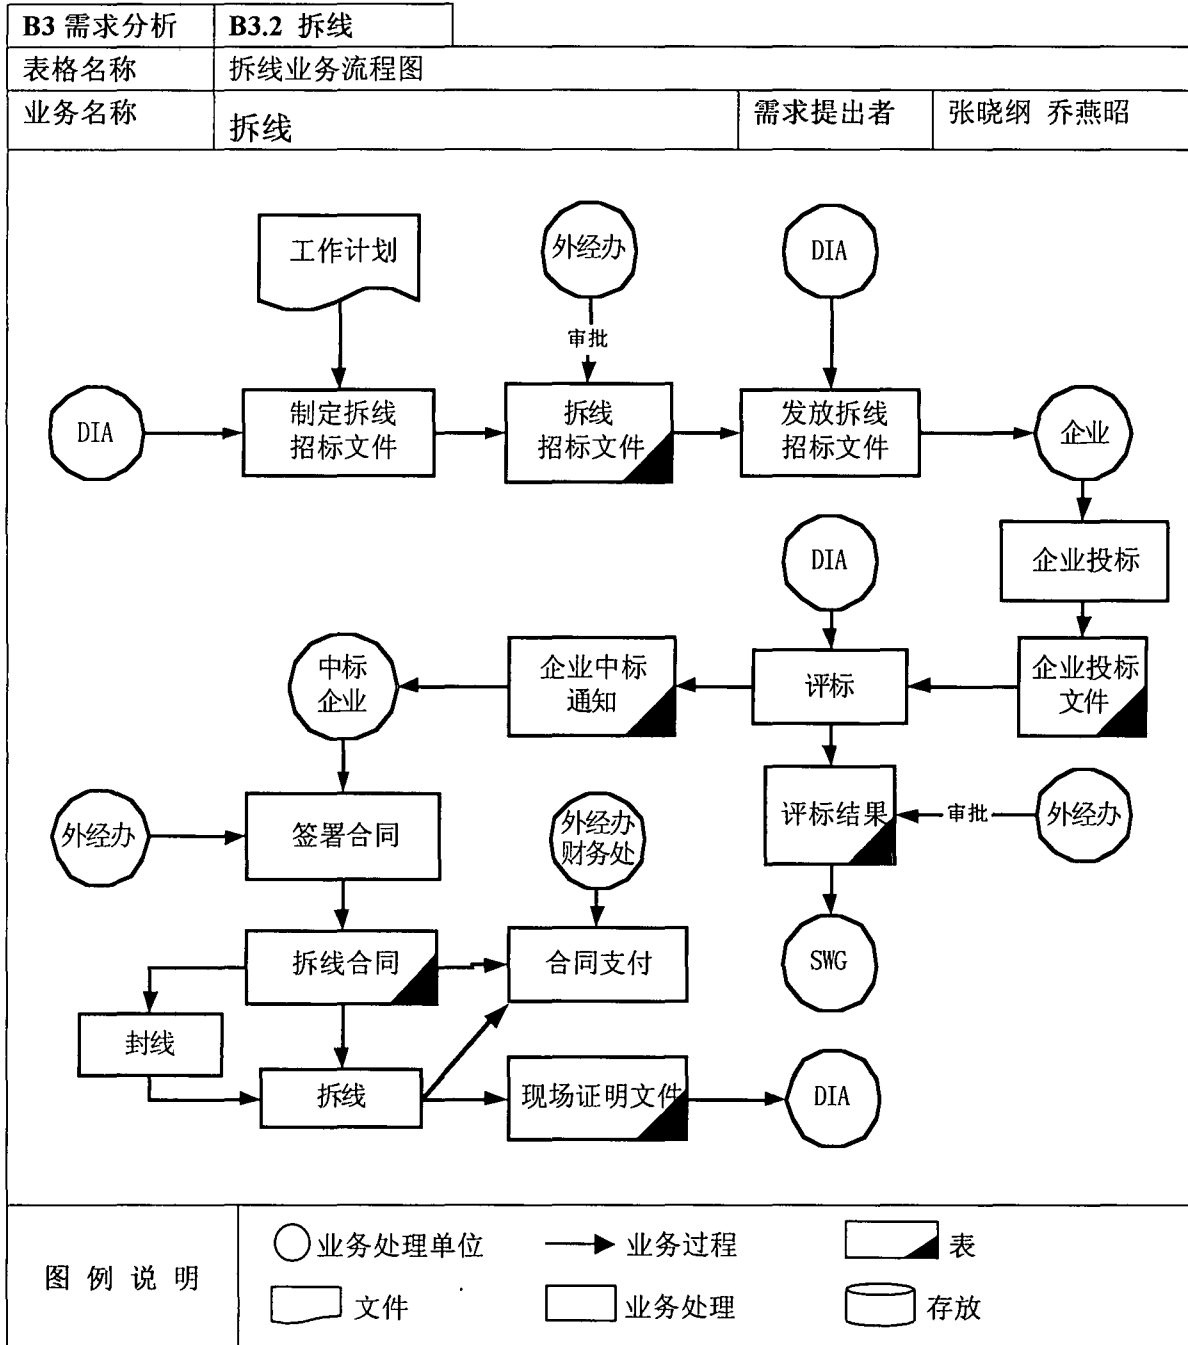 B3 需求分析 B3.2 拆线
表格名称 拆线业务流程图
业务名称 拆线 需求提出者 张晓纲 乔燕昭
工作计划
外经办
DIA
审批
DIA
制定拆线
招标文件
拆线
招标文件
发放拆线
招标文件
企业
DIA
企业投标
中标
企业
企业中标
通知
评标
企业投标
文件
外经办
签署合同
外经办
财务处
评标结果
审批
外经办
拆线合同
合同支付
SWG
封线
拆线
现场证明文件
DIA
图例说明
业务处理单位
业务过程
表
文件
业务处理
存放